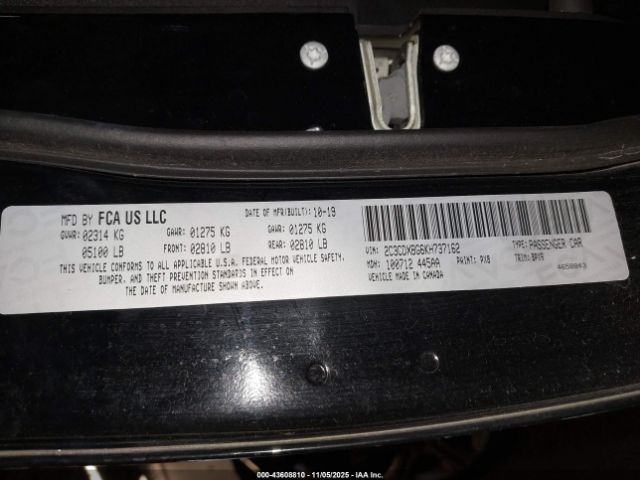 MFD BY FCA US LLC
DATE OF MFR(BUILT): 10-19
GVWR: 02314 KG GAWR: 01275 KG GAWR: 01275 KG
05100 LB FRONT: 02810 LB REAR: 02810 LB
THIS VEHICLE CONFORMS TO ALL APPLICABLE U.S.A. FEDERAL MOTOR VEHICLE SAFETY,
BUMPER, AND THEFT PREVENTION STANDARDS IN EFFECT ON
THE DATE OF MANUFACTURE SHOWN ABOVE.
VIN: 2C3CDXBG6KH737162 TYPE: PASSENGER CAR
MDH: 100712 445AA PAINT: PX8 TRIM: BPX9
VEHICLE MADE IN CANADA 4650843
000-43608810 - 11/05/2025 - IAA, Inc.